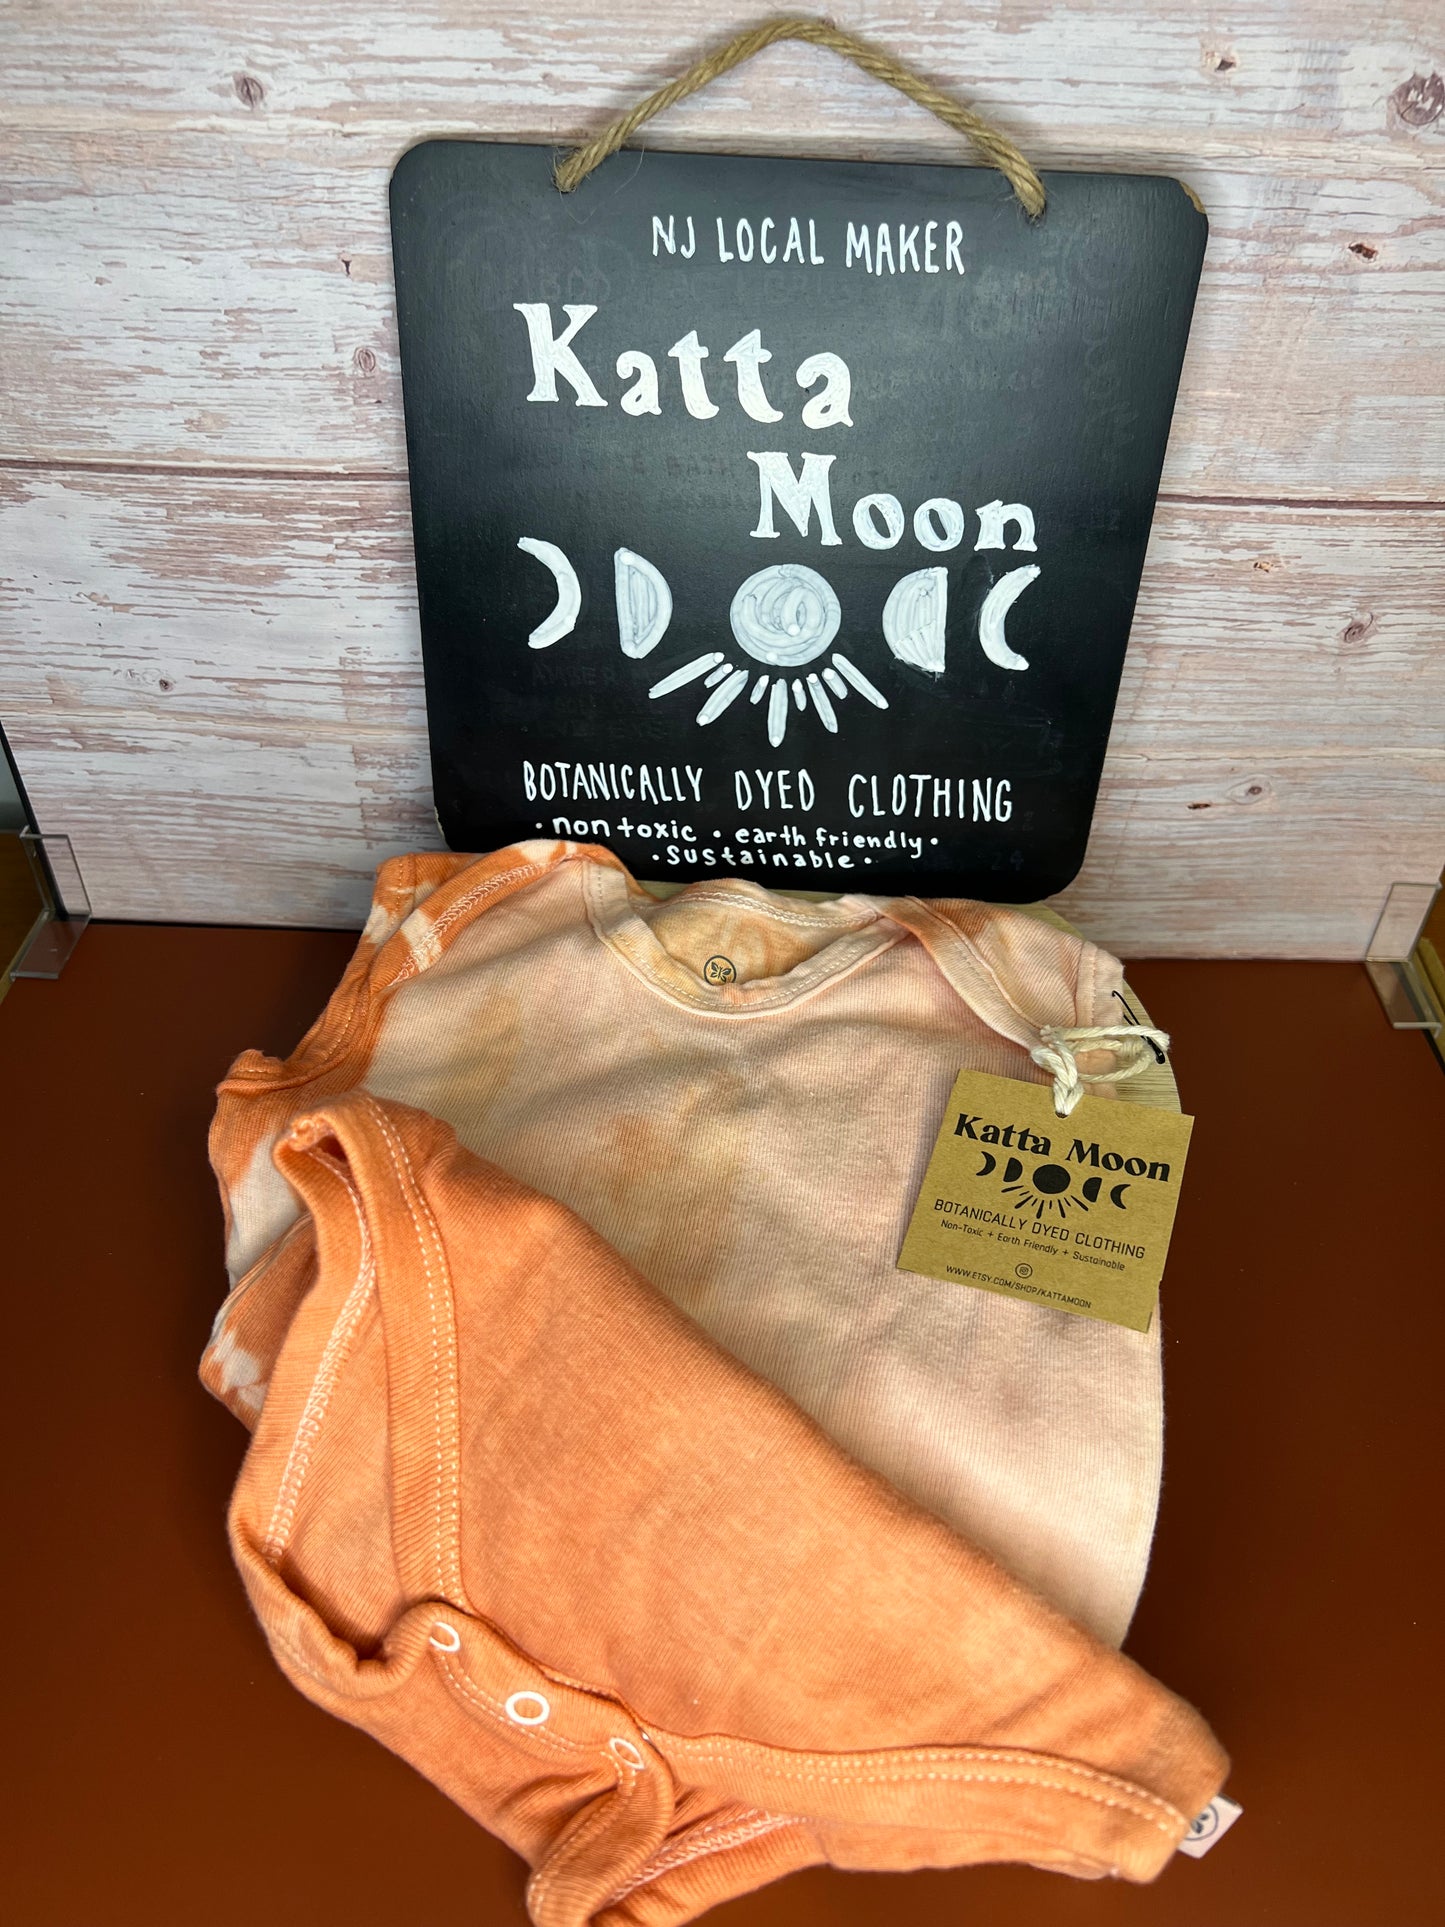 NJ LOCAL MAKER
Katta
Moon
BOTANICALLY DYED CLOTHING
• non toxic • earth friendly •
• sustainable •
Katta Moon
BOTANICALLY DYED CLOTHING
Non-Toxic + Earth Friendly + Sustainable
WWW.ETSY.COM/SHOP/KATTAMOON